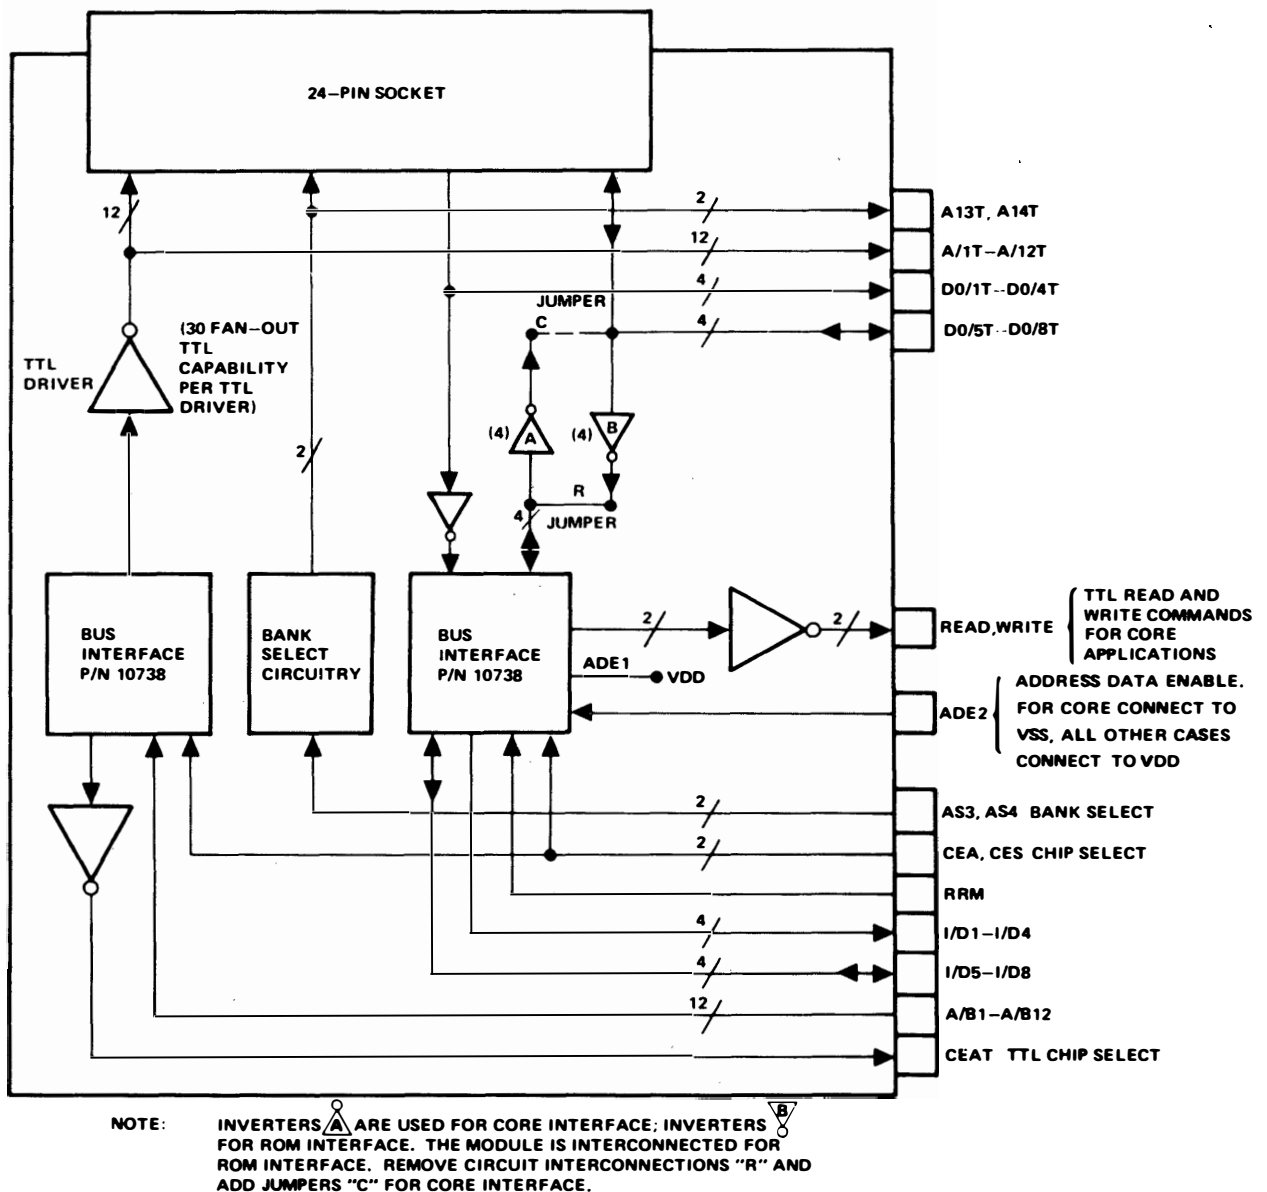 24–PIN SOCKET
12
2
A13T, A14T
12
A/1T–A/12T
4
D0/1T--D0/4T
JUMPER
C
4
D0/5T--D0/8T
TTL
DRIVER
(30 FAN–OUT
TTL
CAPABILITY
PER TTL
DRIVER)
(4)
A
(4)
B
2
R
4
JUMPER
BUS
INTERFACE
P/N 10738
BANK
SELECT
CIRCUITRY
BUS
INTERFACE
P/N 10738
2
2
READ,WRITE
TTL READ AND
WRITE COMMANDS
FOR CORE
APPLICATIONS
ADE1
VDD
ADE2
ADDRESS DATA ENABLE.
FOR CORE CONNECT TO
VSS, ALL OTHER CASES
CONNECT TO VDD
2
AS3, AS4 BANK SELECT
2
CEA, CES CHIP SELECT
RRM
4
I/D1–I/D4
4
I/D5–I/D8
12
A/B1–A/B12
CEAT TTL CHIP SELECT
NOTE: INVERTERS A ARE USED FOR CORE INTERFACE; INVERTERS B
FOR ROM INTERFACE. THE MODULE IS INTERCONNECTED FOR
ROM INTERFACE. REMOVE CIRCUIT INTERCONNECTIONS "R" AND
ADD JUMPERS "C" FOR CORE INTERFACE.